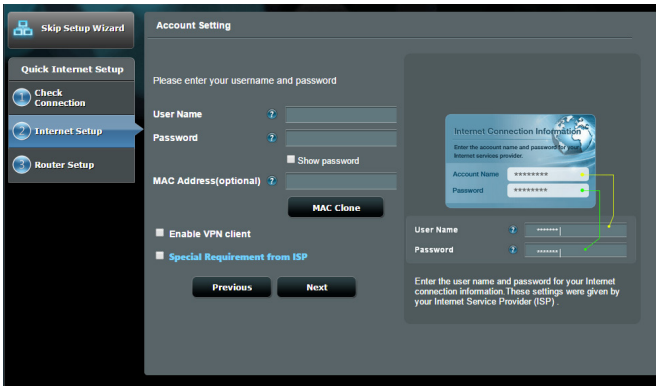 Skip Setup Wizard
Quick Internet Setup
1 Check
Connection
2 Internet Setup
3 Router Setup
Account Setting
Please enter your username and password
User Name ?
Password ?
Show password
MAC Address(optional) ?
MAC Clone
Enable VPN client
Special Requirement from ISP
Previous Next
Internet Connection Information
Enter the account name and password for your
Internet services provider.
Account Name ********
Password ********
User Name ? *******|
Password ? *******|
Enter the user name and password for your Internet
connection information.These settings were given by
your Internet Service Provider (ISP) .